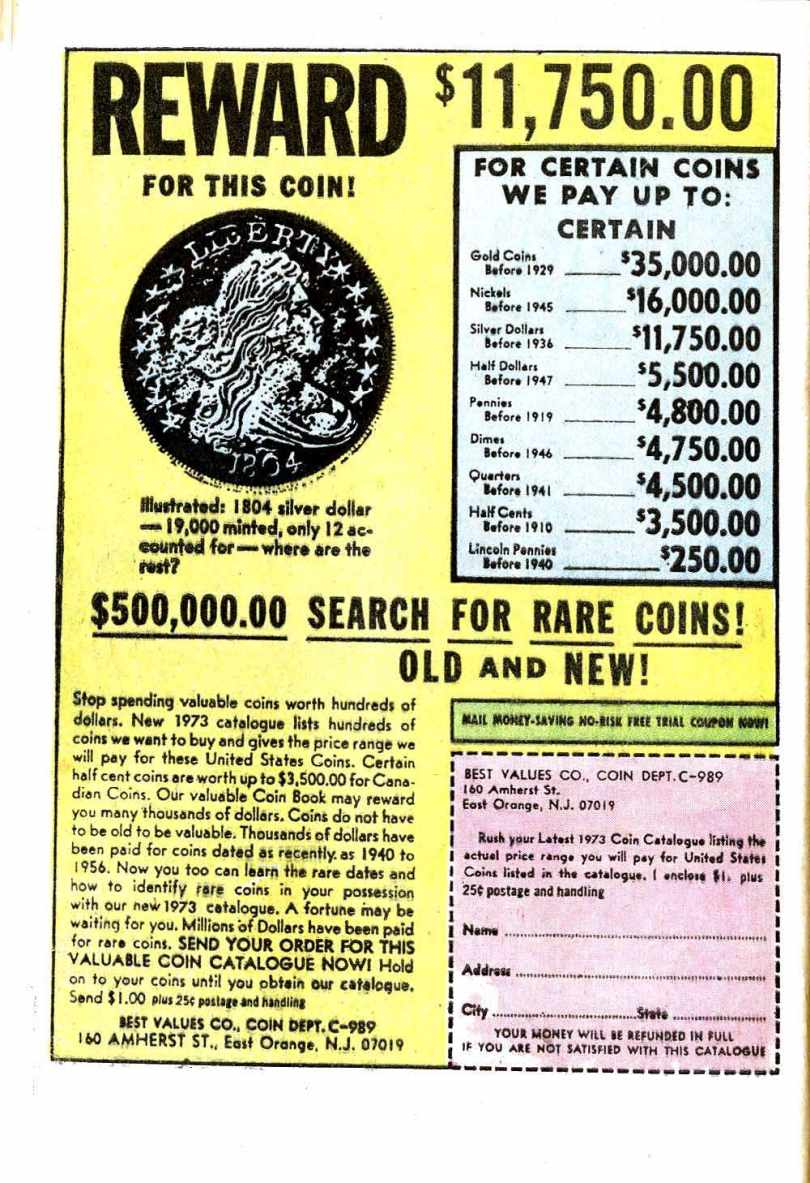 REWARD $11,750.00
FOR THIS COIN!
LIBERTY
1804
Illustrated: 1804 silver dollar
— 19,000 minted, only 12 ac-
counted for — where are the
rest?
FOR CERTAIN COINS
WE PAY UP TO:
CERTAIN
Gold Coins
Before 1929 $35,000.00
Nickels
Before 1945 $16,000.00
Silver Dollars
Before 1936 $11,750.00
Half Dollars
Before 1947 $5,500.00
Pennies
Before 1919 $4,800.00
Dimes
Before 1946 $4,750.00
Quarters
Before 1941 $4,500.00
Half Cents
Before 1910 $3,500.00
Lincoln Pennies
Before 1940 $250.00
$500,000.00 SEARCH FOR RARE COINS!
OLD AND NEW!
Stop spending valuable coins worth hundreds of
dollars. New 1973 catalogue lists hundreds of
coins we want to buy and gives the price range we
will pay for these United States Coins. Certain
half cent coins are worth up to $3,500.00 for Cana-
dian Coins. Our valuable Coin Book may reward
you many thousands of dollars. Coins do not have
to be old to be valuable. Thousands of dollars have
been paid for coins dated as recently as 1940 to
1956. Now you too can learn the rare dates and
how to identify rare coins in your possession
with our new 1973 catalogue. A fortune may be
waiting for you. Millions of Dollars have been paid
for rare coins. SEND YOUR ORDER FOR THIS
VALUABLE COIN CATALOGUE NOW! Hold
on to your coins until you obtain our catalogue.
Send $1.00 plus 25¢ postage and handling
BEST VALUES CO., COIN DEPT. C-989
160 AMHERST ST., East Orange, N.J. 07019
MAIL MONEY-SAVING NO-RISK FREE TRIAL COUPON NOW!
BEST VALUES CO., COIN DEPT. C-989
160 Amherst St.
East Orange, N.J. 07019
Rush your Latest 1973 Coin Catalogue listing the
actual price range you will pay for United States
Coins listed in the catalogue. I enclose $1. plus
25¢ postage and handling
Name
Address
City State
YOUR MONEY WILL BE REFUNDED IN FULL
IF YOU ARE NOT SATISFIED WITH THIS CATALOGUE